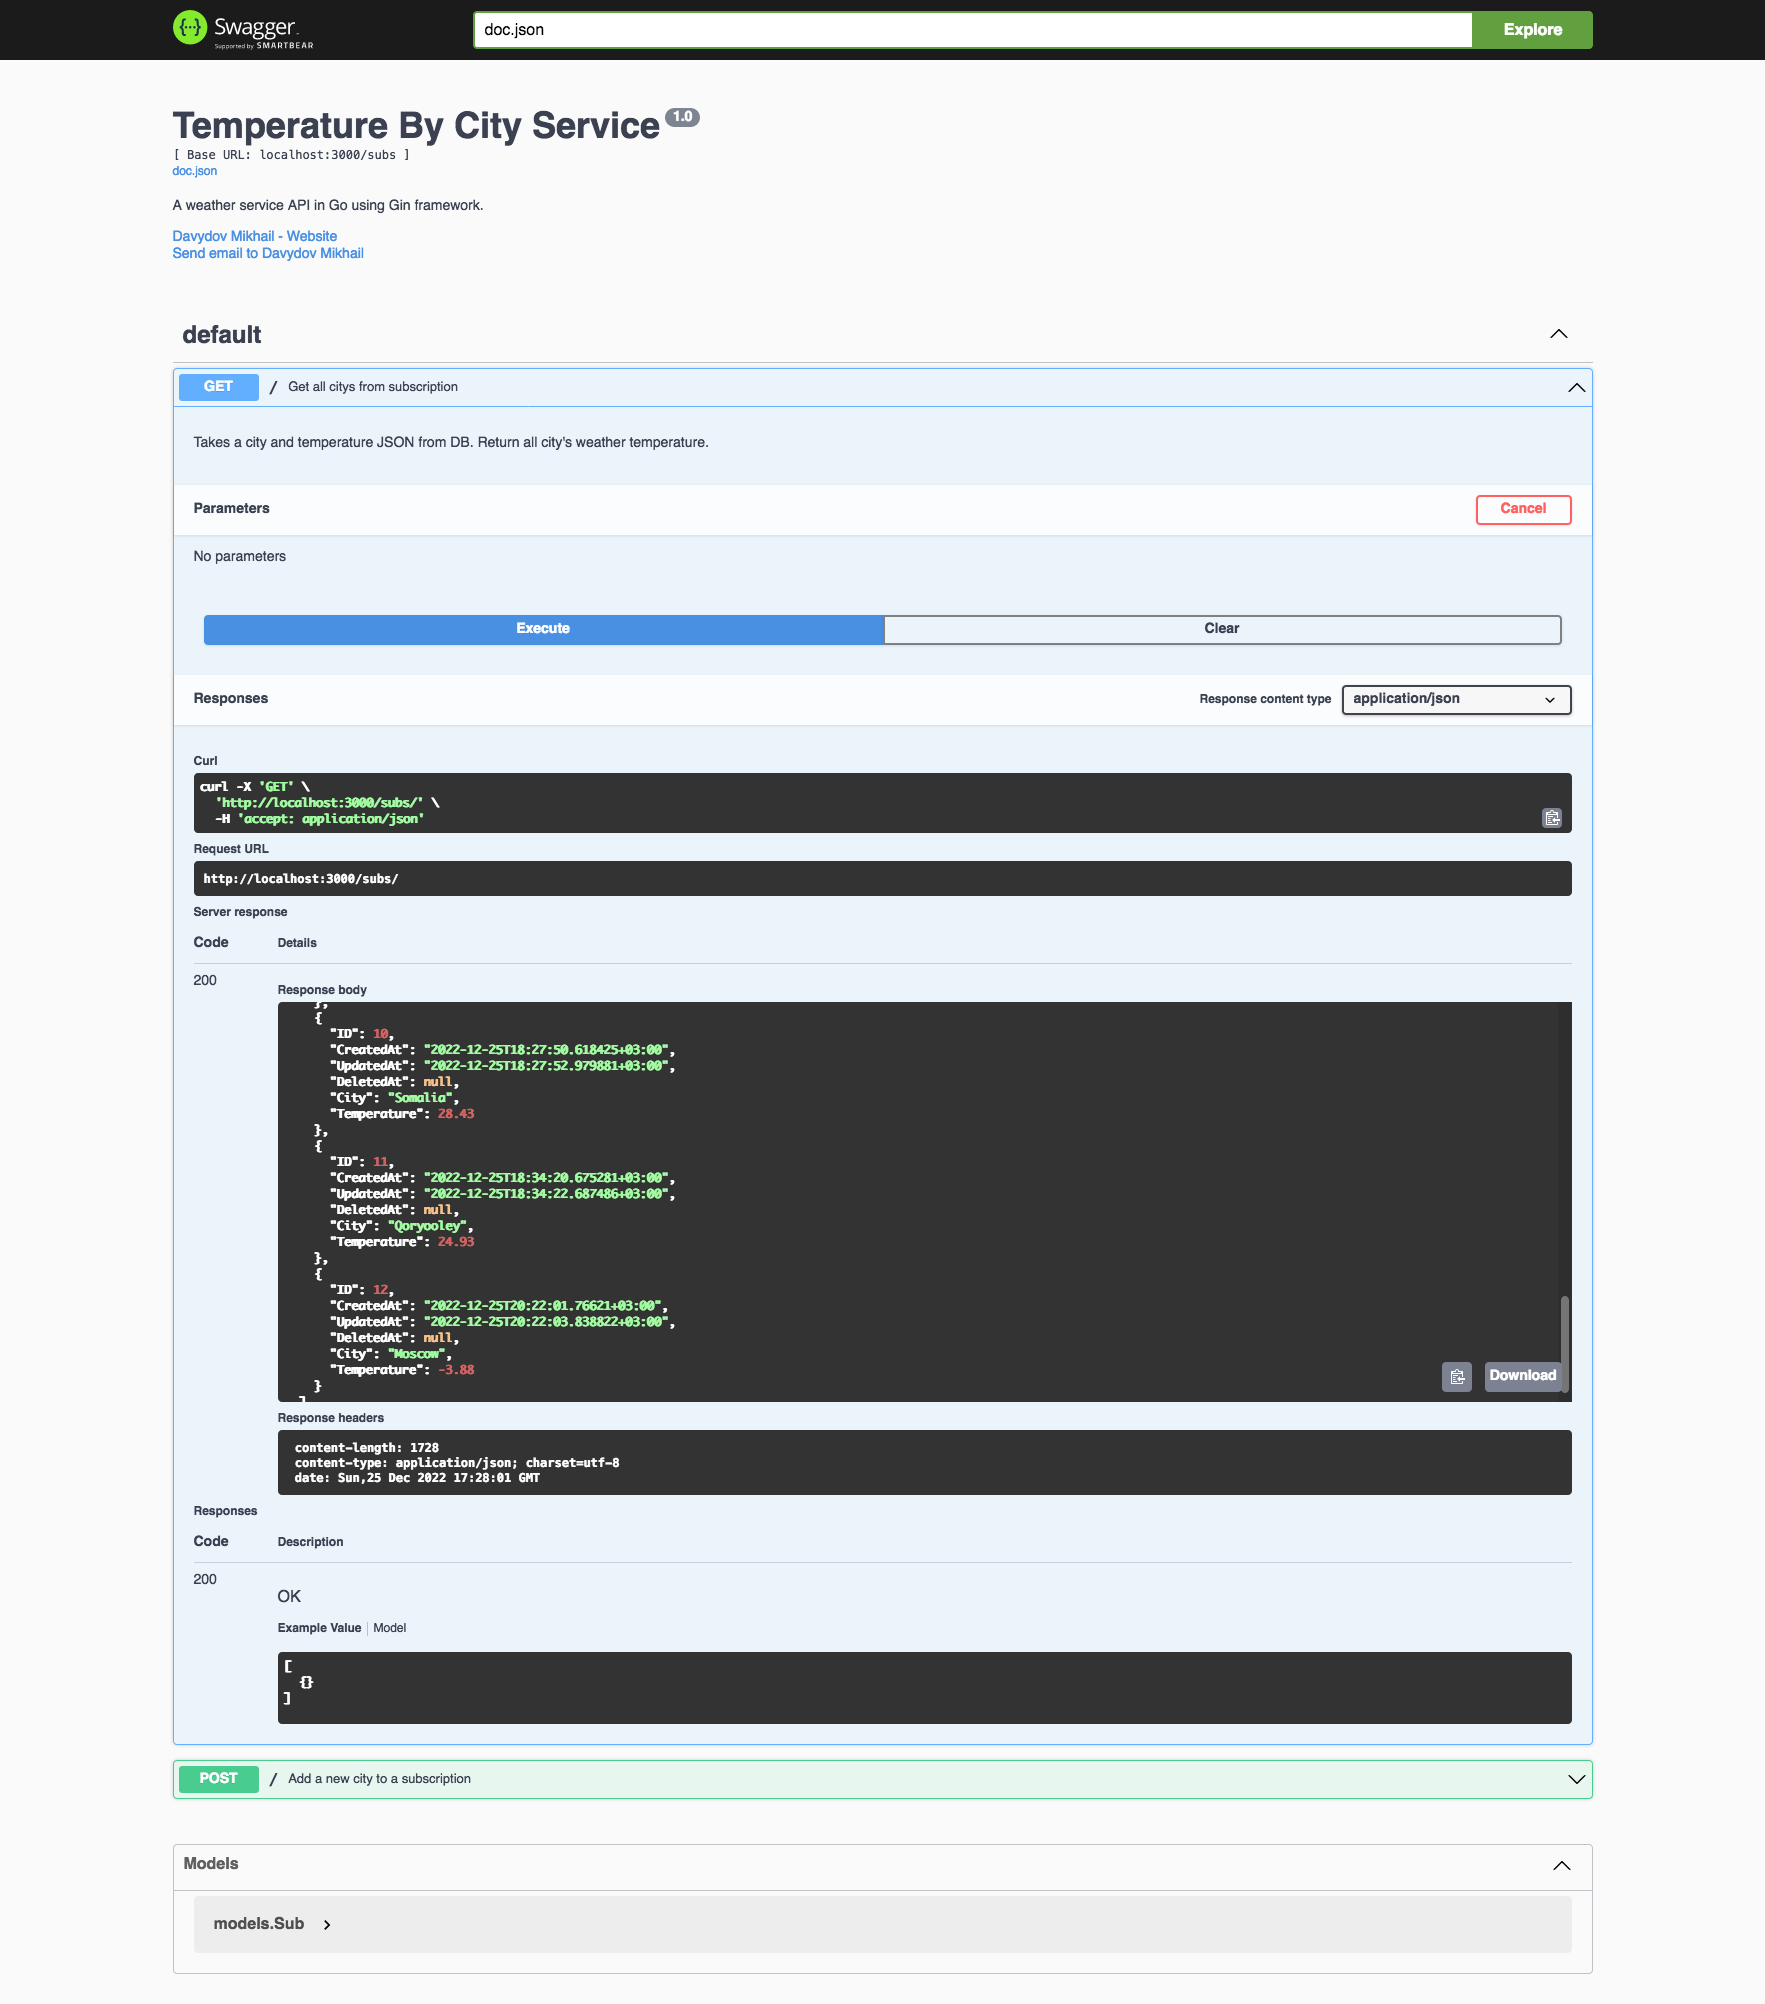 Swagger
Supported by SMARTBEAR
doc.json
Explore
Temperature By City Service 1.0
[ Base URL: localhost:3000/subs ]
doc.json
A weather service API in Go using Gin framework.
Davydov Mikhail - Website
Send email to Davydov Mikhail
default
GET / Get all citys from subscription
Takes a city and temperature JSON from DB. Return all city's weather temperature.
Parameters
Cancel
No parameters
Execute
Clear
Responses
Response content type
application/json
Curl
curl -X 'GET' \
'http://localhost:3000/subs/' \
-H 'accept: application/json'
Request URL
http://localhost:3000/subs/
Server response
Code Details
200
Response body
},
{
"ID": 10,
"CreatedAt": "2022-12-25T18:27:50.618425+03:00",
"UpdatedAt": "2022-12-25T18:27:52.979881+03:00",
"DeletedAt": null,
"City": "Somalia",
"Temperature": 28.43
},
{
"ID": 11,
"CreatedAt": "2022-12-25T18:34:20.675281+03:00",
"UpdatedAt": "2022-12-25T18:34:22.687486+03:00",
"DeletedAt": null,
"City": "Qoryooley",
"Temperature": 24.93
},
{
"ID": 12,
"CreatedAt": "2022-12-25T20:22:01.76621+03:00",
"UpdatedAt": "2022-12-25T20:22:03.838822+03:00",
"DeletedAt": null,
"City": "Moscow",
"Temperature": -3.88
}
]
Download
Response headers
content-length: 1728
content-type: application/json; charset=utf-8
date: Sun,25 Dec 2022 17:28:01 GMT
Responses
Code Description
200
OK
Example Value Model
[
{}
]
POST / Add a new city to a subscription
Models
models.Sub